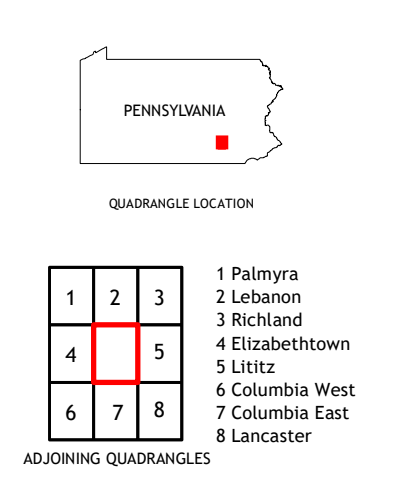 PENNSYLVANIA
QUADRANGLE LOCATION
1 2 3
4 5
6 7 8
1 Palmyra
2 Lebanon
3 Richland
4 Elizabethtown
5 Lititz
6 Columbia West
7 Columbia East
8 Lancaster
ADJOINING QUADRANGLES